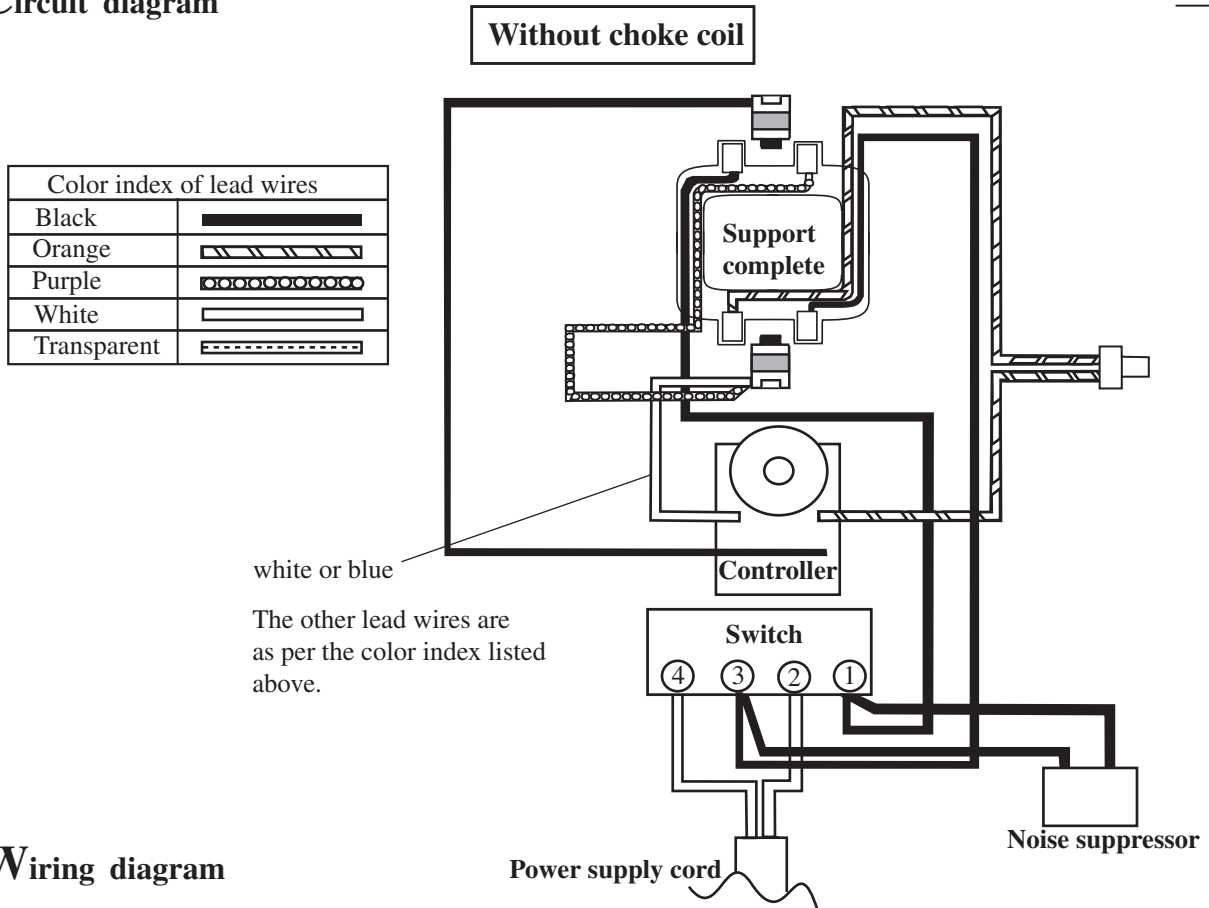 Circuit diagram
Without choke coil
Color index of lead wires
Black
Orange
Purple
White
Transparent
Support
complete
white or blue
The other lead wires are
as per the color index listed
above.
Controller
Switch
4 3 2 1
Noise suppressor
Power supply cord
Wiring diagram